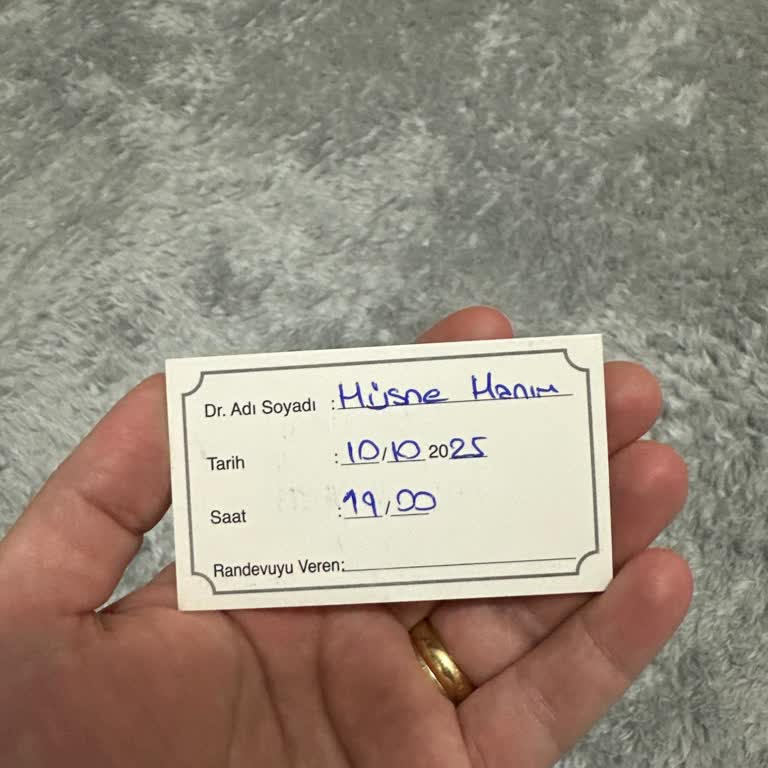 Dr. Adı Soyadı : Hüsne Hanım
Tarih : 10/10 2025
Saat : 19/00
Randevuyu Veren: